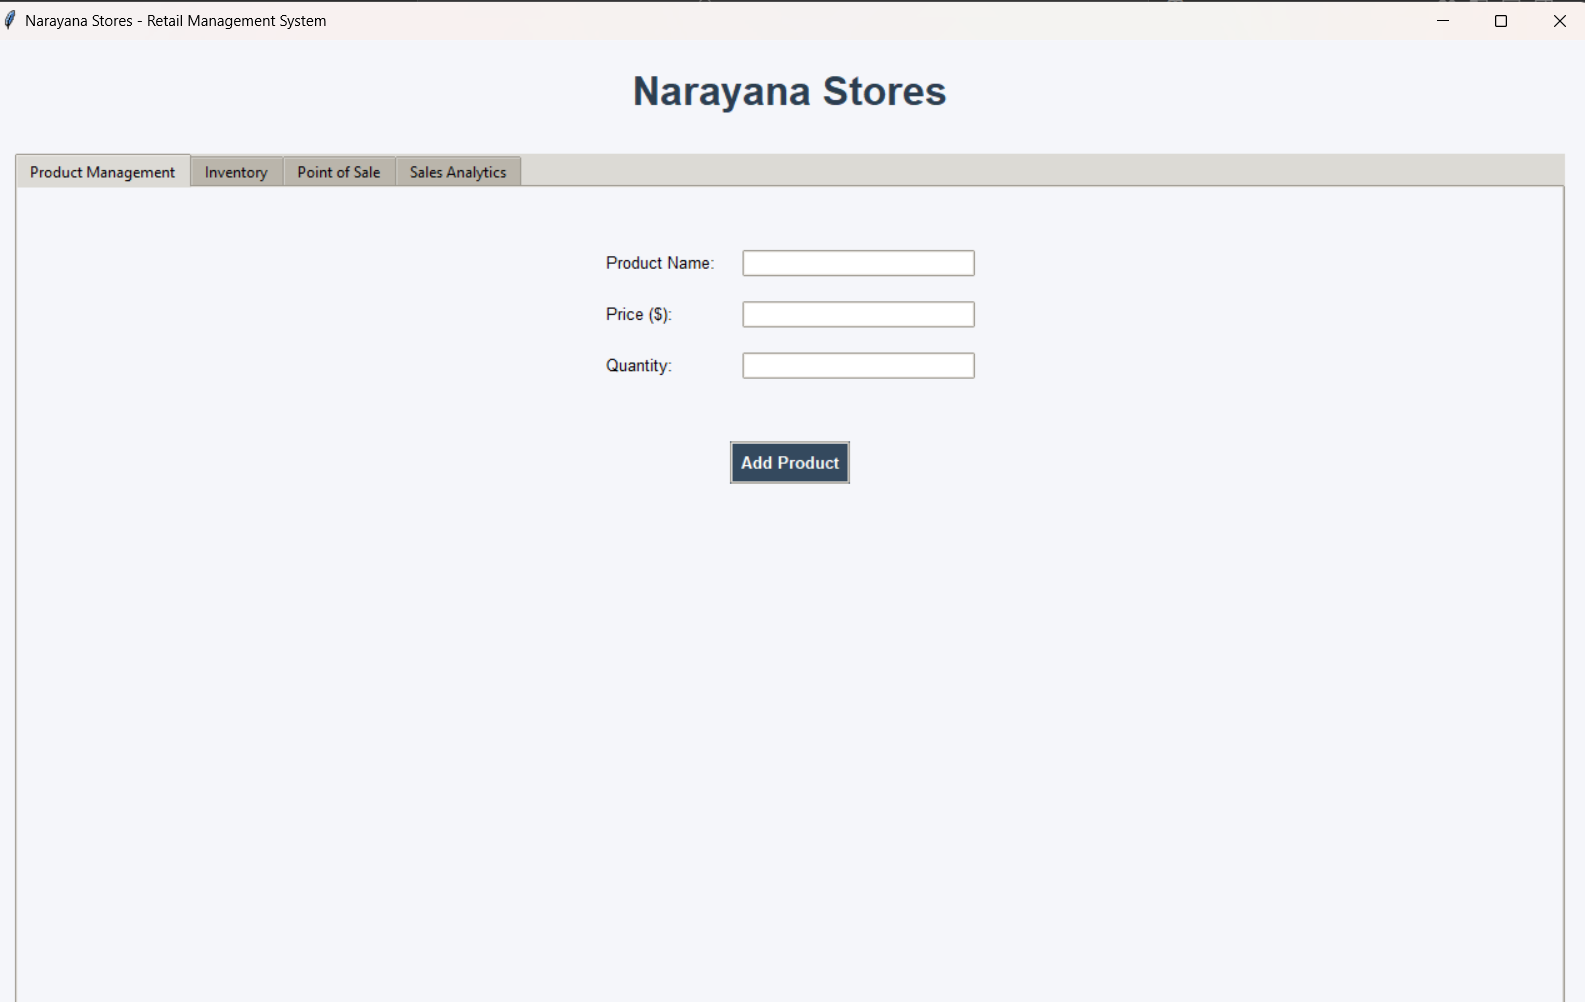 Narayana Stores - Retail Management System
Narayana Stores
Product Management Inventory Point of Sale Sales Analytics
Product Name:
Price ($):
Quantity:
Add Product